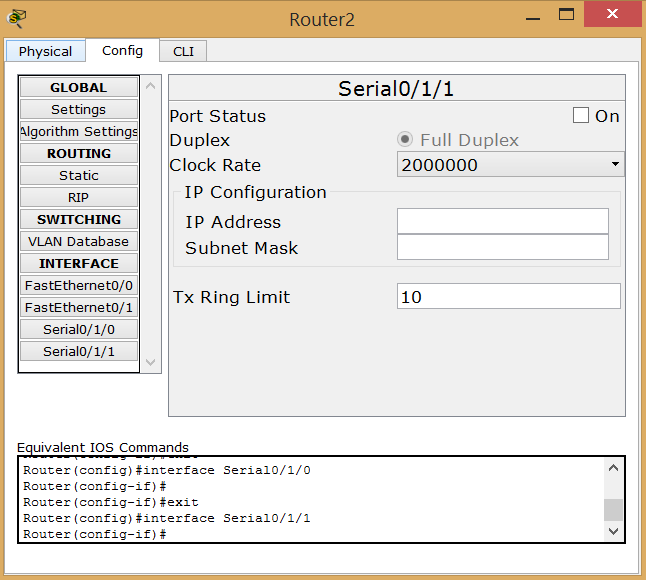 Router2
Physical
Config
CLI
GLOBAL
Settings
Algorithm Settings
ROUTING
Static
RIP
SWITCHING
VLAN Database
INTERFACE
FastEthernet0/0
FastEthernet0/1
Serial0/1/0
Serial0/1/1
Serial0/1/1
Port Status
On
Duplex
Full Duplex
Clock Rate
2000000
IP Configuration
IP Address
Subnet Mask
Tx Ring Limit
10
Equivalent IOS Commands
Router(config)#interface Serial0/1/0
Router(config-if)#
Router(config-if)#exit
Router(config)#interface Serial0/1/1
Router(config-if)#